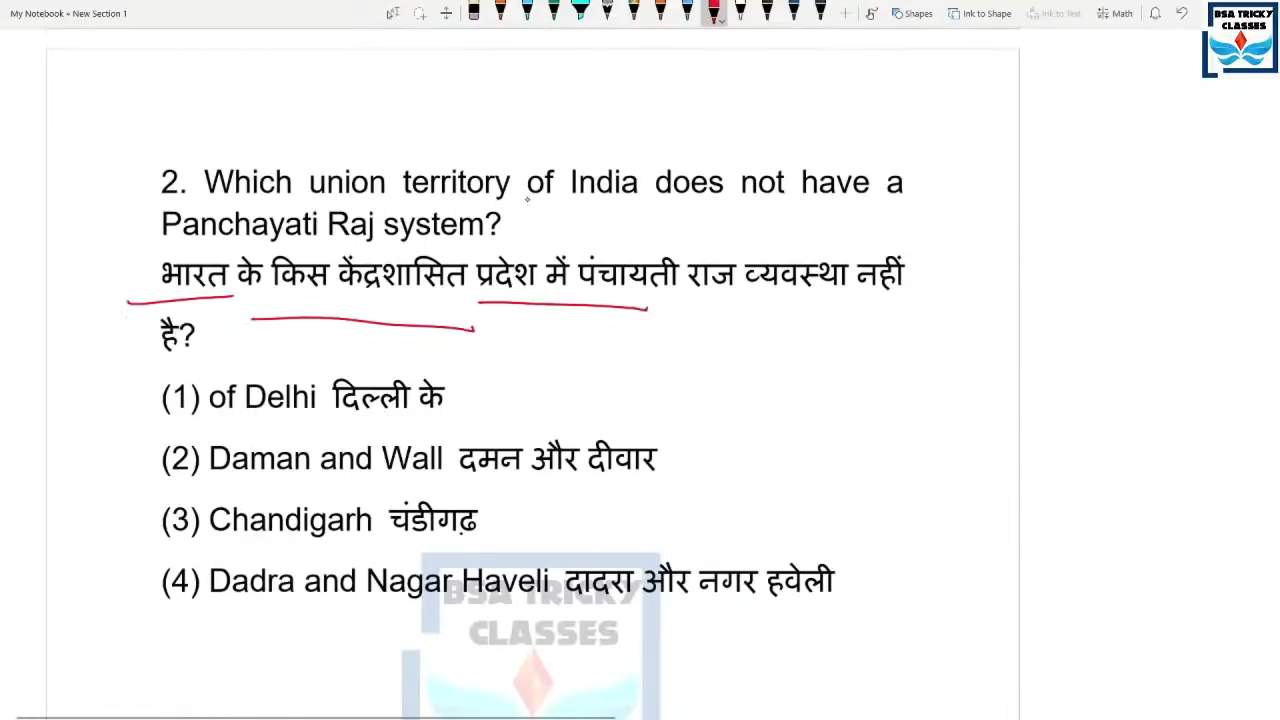 My Notebook » New Section 1
Shapes
Ink to Shape
Ink to Text
Math
BSA TRICKY
CLASSES
2. Which union territory of India does not have a
Panchayati Raj system?
भारत के किस केंद्रशासित प्रदेश में पंचायती राज व्यवस्था नहीं
है?
(1) of Delhi दिल्ली के
(2) Daman and Wall दमन और दीवार
(3) Chandigarh चंडीगढ़
(4) Dadra and Nagar Haveli दादरा और नगर हवेली
BSA TRICKY
CLASSES